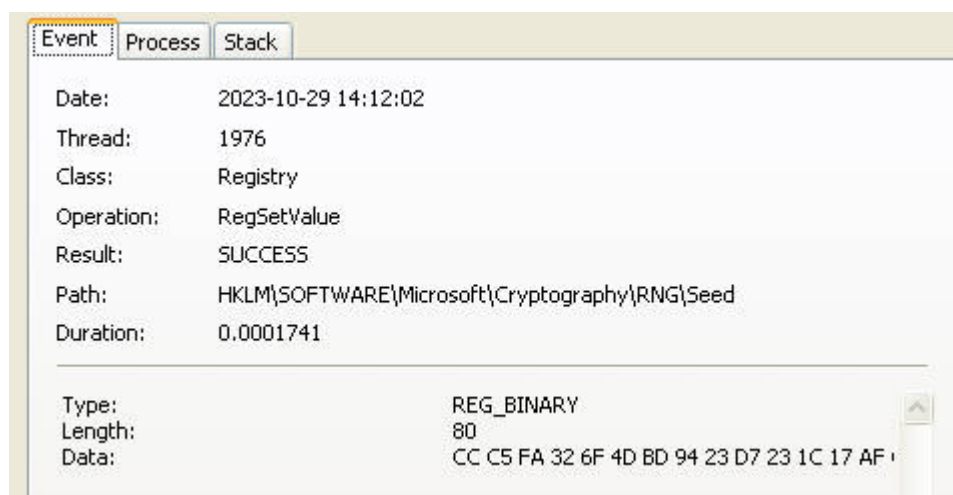 Event Process Stack
Date: 2023-10-29 14:12:02
Thread: 1976
Class: Registry
Operation: RegSetValue
Result: SUCCESS
Path: HKLM\SOFTWARE\Microsoft\Cryptography\RNG\Seed
Duration: 0.0001741
Type: REG_BINARY
Length: 80
Data: CC C5 FA 32 6F 4D BD 94 23 D7 23 1C 17 AF